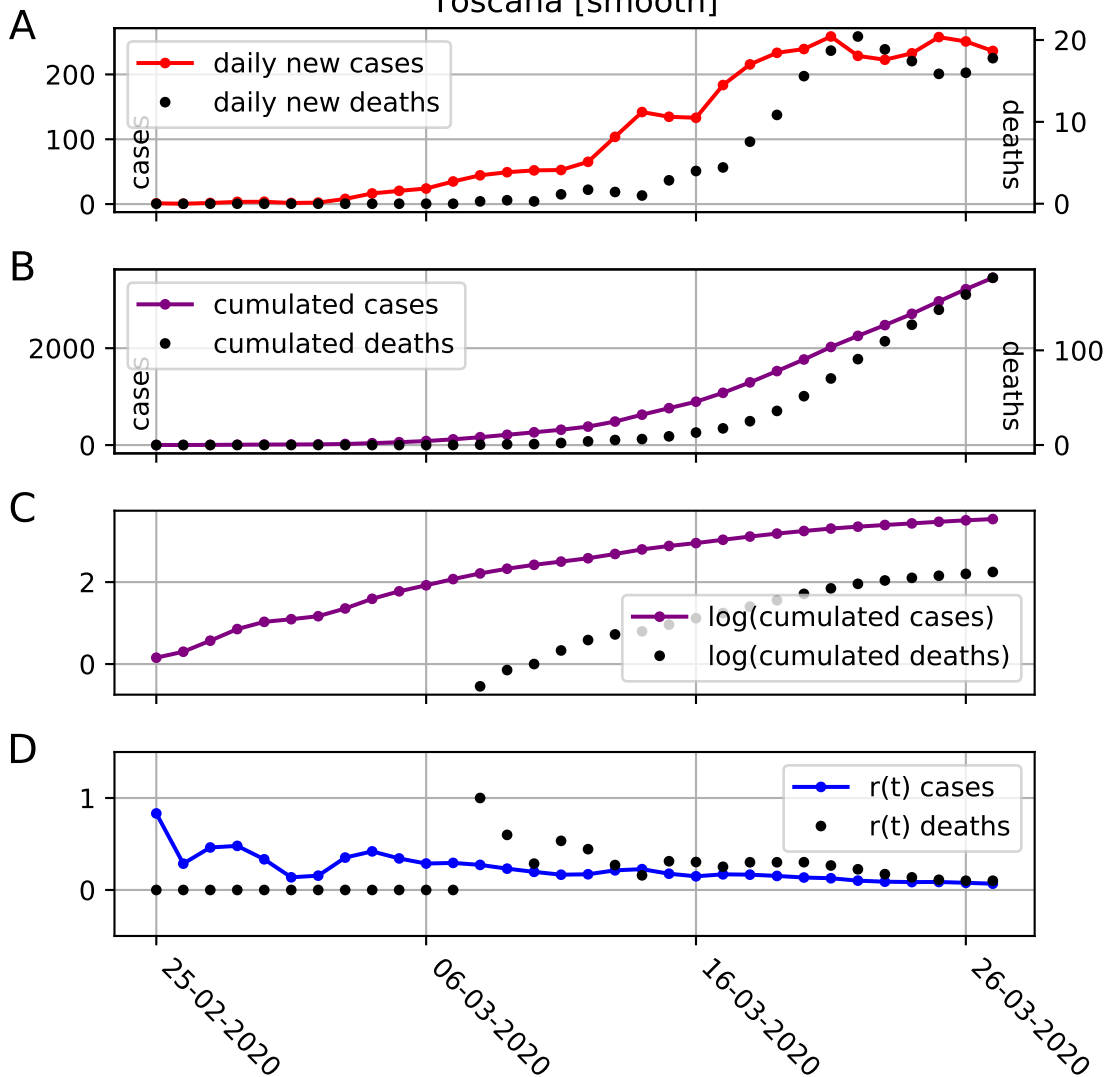 Toscana [smooth]
A
daily new cases
daily new deaths
200
100
0
cases
20
10
0
deaths
B
cumulated cases
cumulated deaths
2000
0
cases
100
0
deaths
C
2
0
log(cumulated cases)
log(cumulated deaths)
D
1
0
r(t) cases
r(t) deaths
25-02-2020
06-03-2020
16-03-2020
26-03-2020